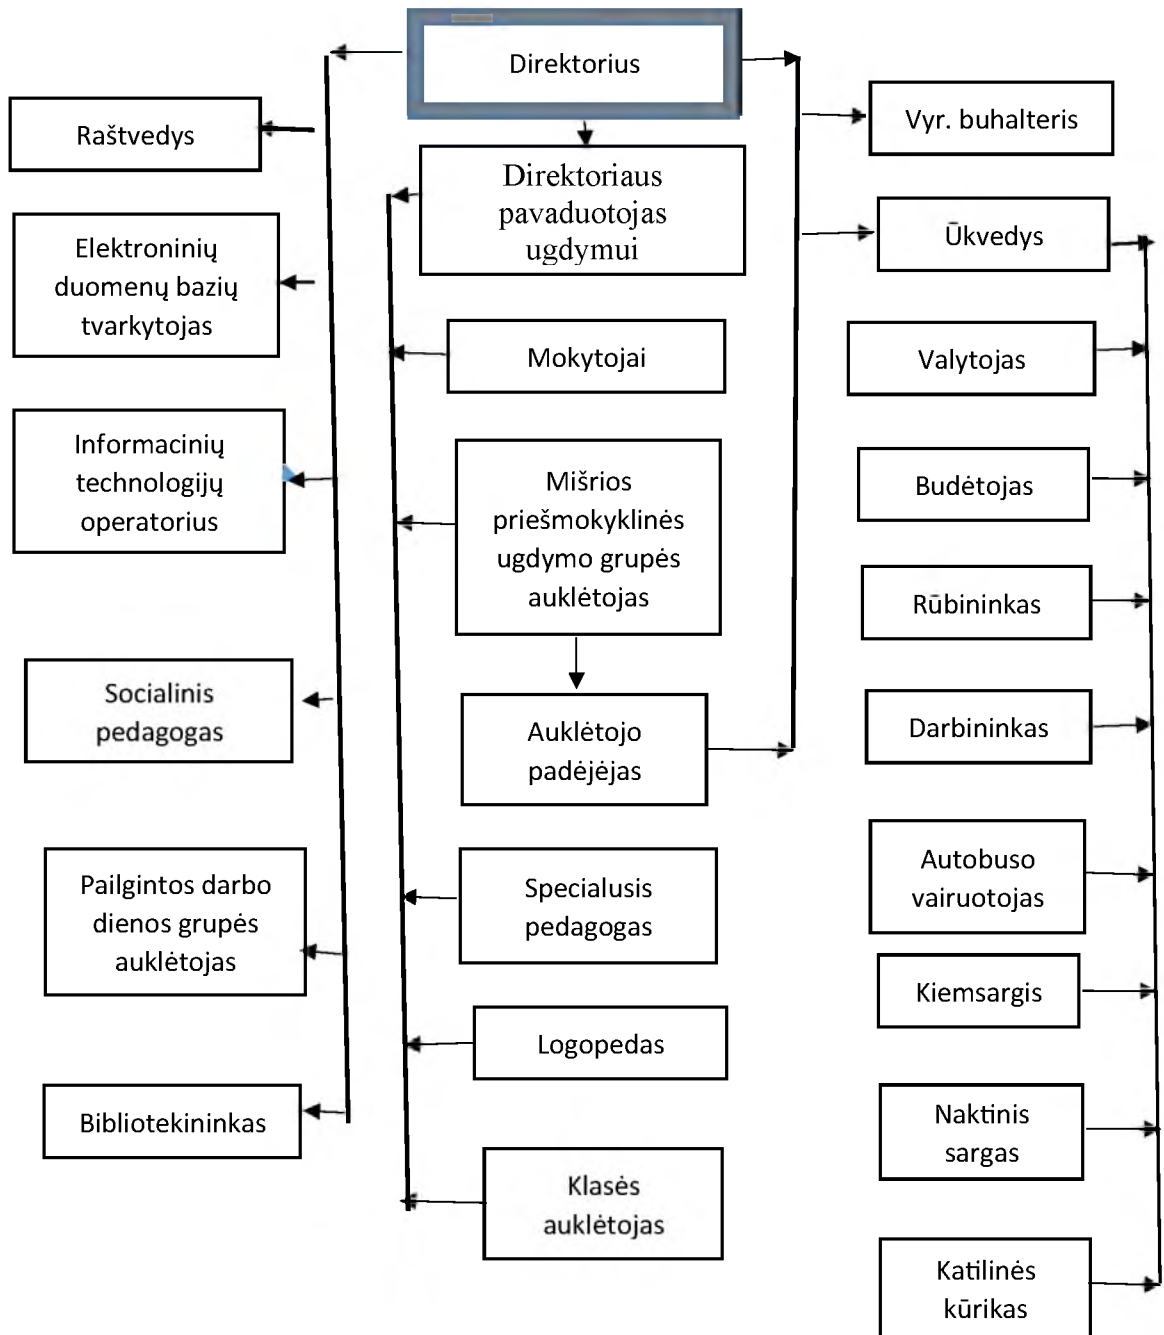 Direktorius
Raštvedys
Elektroninių
duomenų bazių
tvarkytojas
Informacinių
technologijų
operatorius
Socialinis
pedagogas
Pailgintos darbo
dienos grupės
auklėtojas
Bibliotekininkas
Direktoriaus
pavaduotojas
ugdymui
Mokytojai
Mišrios
priešmokyklinės
ugdymo grupės
auklėtojas
Auklėtojo
padėjėjas
Specialusis
pedagogas
Logopedas
Klasės
auklėtojas
Vyr. buhalteris
Ūkvedys
Valytojas
Budėtojas
Rūbininkas
Darbininkas
Autobuso
vairuotojas
Kiemsargis
Naktinis
sargas
Katilinės
kūrikas